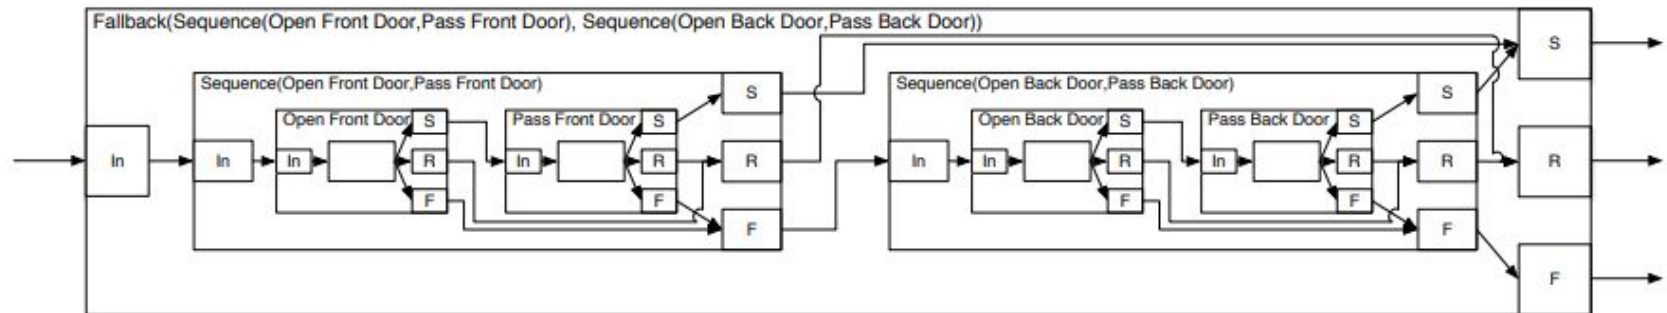 Fallback(Sequence(Open Front Door,Pass Front Door), Sequence(Open Back Door,Pass Back Door))
S
Sequence(Open Front Door,Pass Front Door)
S
Sequence(Open Back Door,Pass Back Door)
S
Open Front Door
S
Pass Front Door
S
Open Back Door
S
Pass Back Door
S
In
In
In
R
In
R
R
In
In
R
In
R
R
R
F
F
F
F
F
F
F